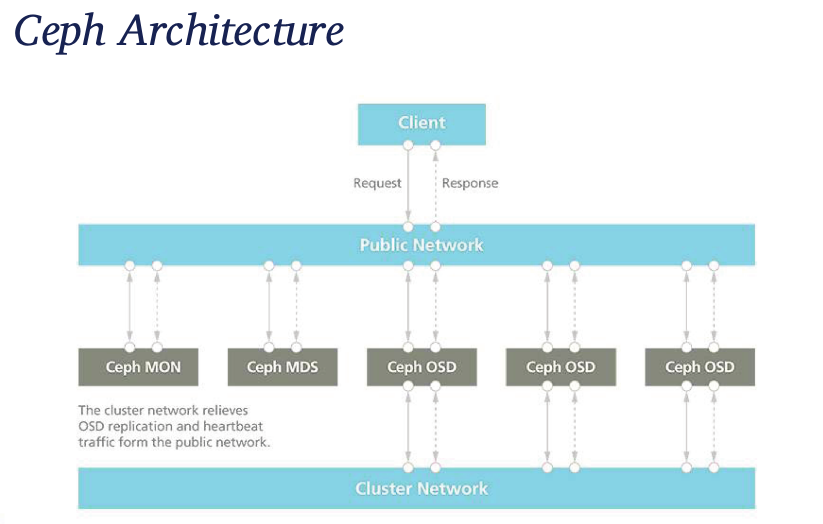 Ceph Architecture
Client
Request
Response
Public Network
Ceph MON
Ceph MDS
Ceph OSD
Ceph OSD
Ceph OSD
The cluster network relieves
OSD replication and heartbeat
traffic form the public network.
Cluster Network